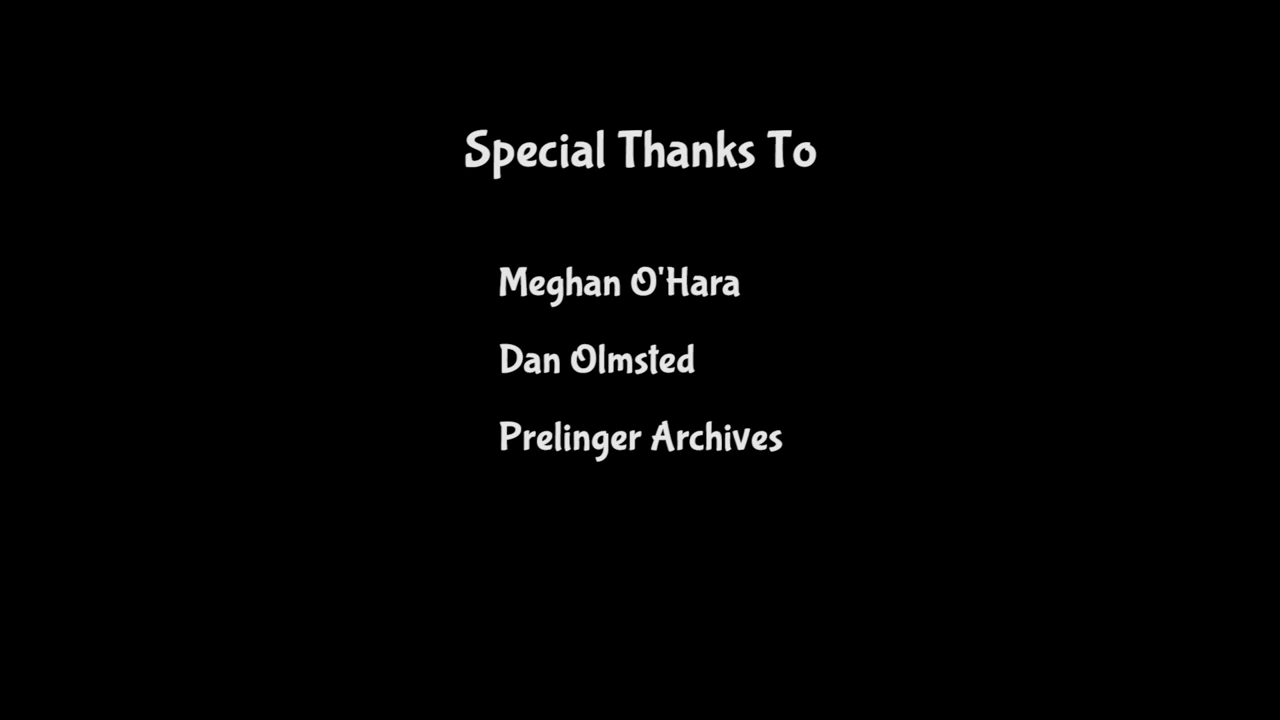 Special Thanks To
Meghan O'Hara
Dan Olmsted
Prelinger Archives